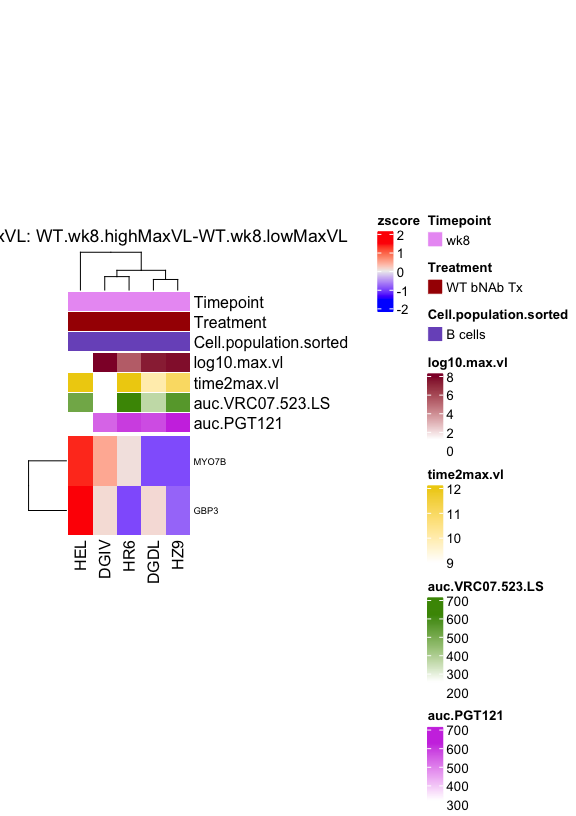 xVL: WT.wk8.highMaxVL-WT.wk8.lowMaxVL
Timepoint
Treatment
Cell.population.sorted
log10.max.vl
time2max.vl
auc.VRC07.523.LS
auc.PGT121
MYO7B
GBP3
HEL
DGIV
HR6
DGDL
HZ9
zscore
2
1
0
-1
-2
Timepoint
wk8
Treatment
WT bNAb Tx
Cell.population.sorted
B cells
log10.max.vl
8
6
4
2
0
time2max.vl
12
11
10
9
auc.VRC07.523.LS
700
600
500
400
300
200
auc.PGT121
700
600
500
400
300